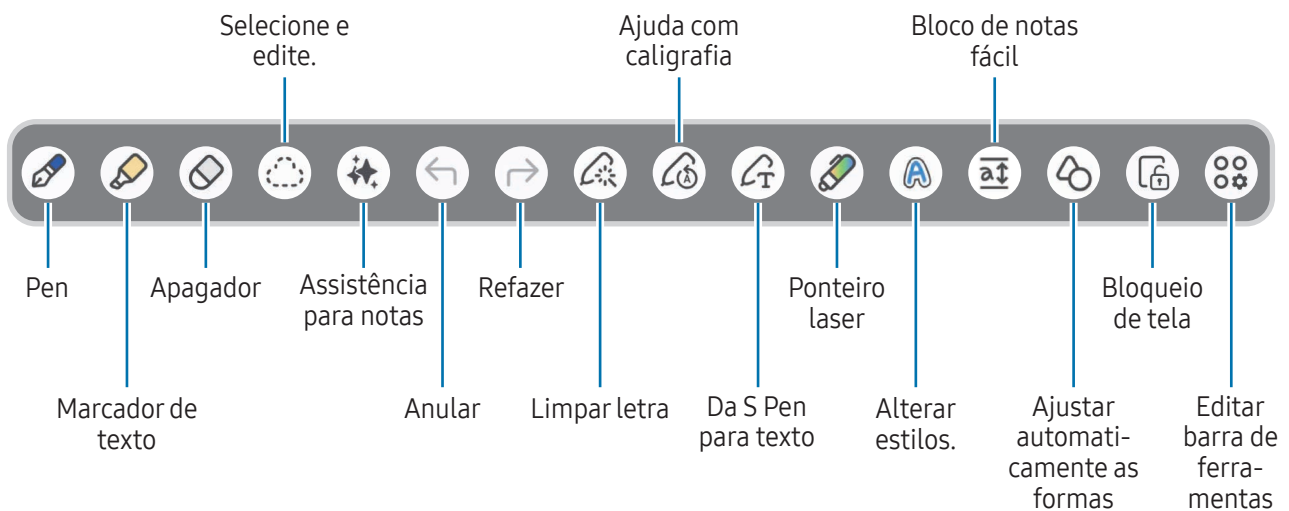 Selecione e
edite.
Ajuda com
caligrafia
Bloco de notas
fácil
Pen
Apagador
Assistência
para notas
Refazer
Ponteiro
laser
Bloqueio
de tela
Marcador de
texto
Anular
Limpar letra
Da S Pen
para texto
Alterar
estilos.
Ajustar
automati-
camente as
formas
Editar
barra de
ferra-
mentas